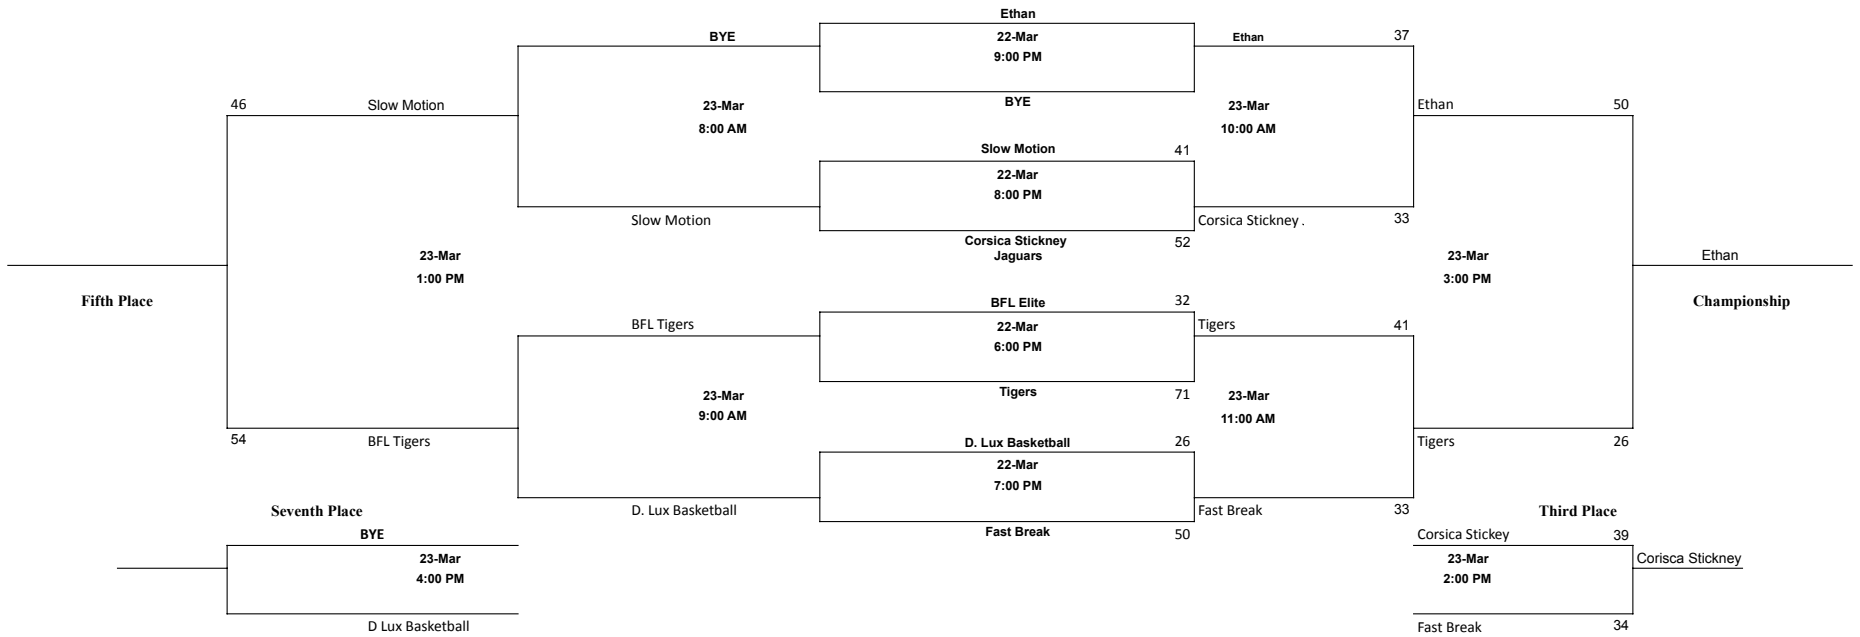 Ethan
BYE
22-Mar
Ethan
37
9:00 PM
46
Slow Motion
23-Mar
BYE
23-Mar
Ethan
50
8:00 AM
10:00 AM
Slow Motion
41
22-Mar
8:00 PM
Slow Motion
Corsica Stickney .
33
Corsica Stickney
52
Jaguars
23-Mar
23-Mar
Ethan
1:00 PM
3:00 PM
Fifth Place
BFL Elite
32
Championship
BFL Tigers
22-Mar
Tigers
41
6:00 PM
23-Mar
Tigers
71
23-Mar
9:00 AM
11:00 AM
54
BFL Tigers
D. Lux Basketball
26
Tigers
26
22-Mar
7:00 PM
Seventh Place
D. Lux Basketball
Fast Break
33
Third Place
BYE
Fast Break
50
Corsica Stickey
39
23-Mar
23-Mar
Corisca Stickney
4:00 PM
2:00 PM
D Lux Basketball
Fast Break
34